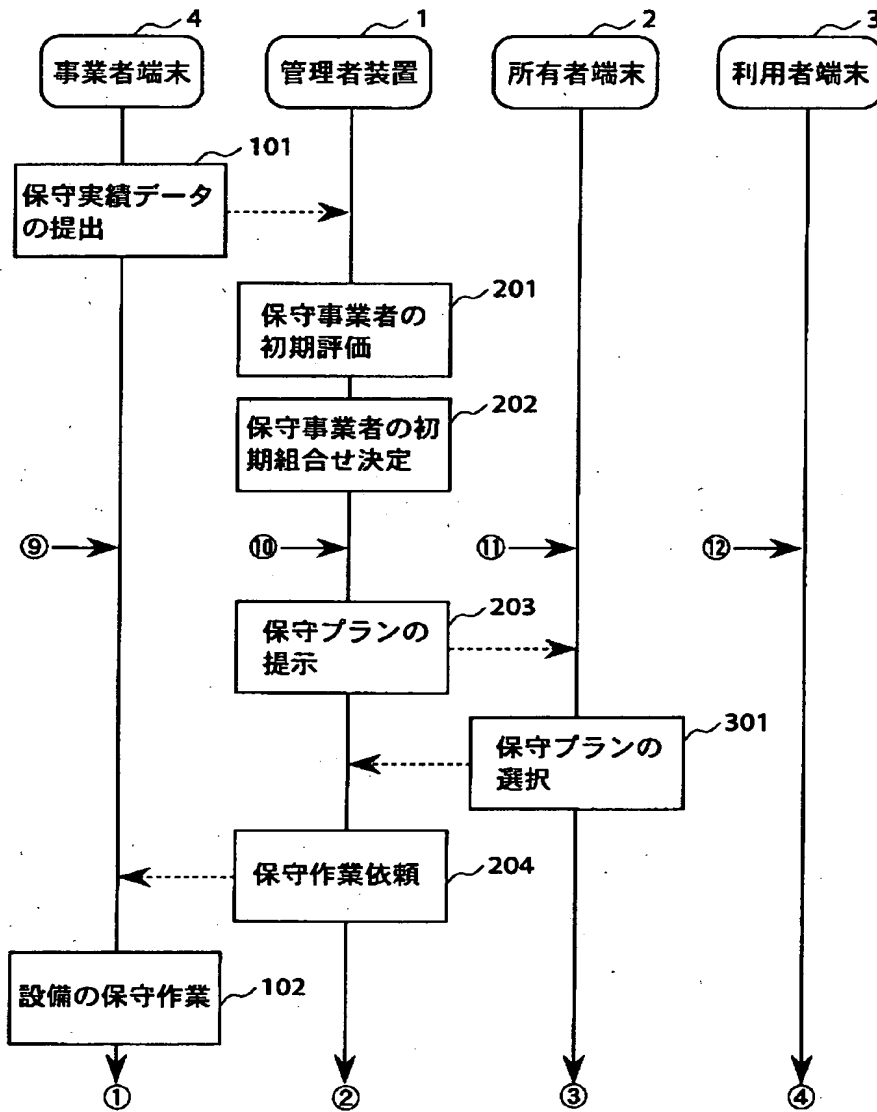 4
1
2
3
事業者端末
管理者装置
所有者端末
利用者端末
101
保守実績データ
の提出
201
保守事業者の
初期評価
202
保守事業者の初
期組合せ決定
⑨
⑩
⑪
⑫
203
保守プランの
提示
301
保守プランの
選択
保守作業依頼
204
設備の保守作業
102
①
②
③
④